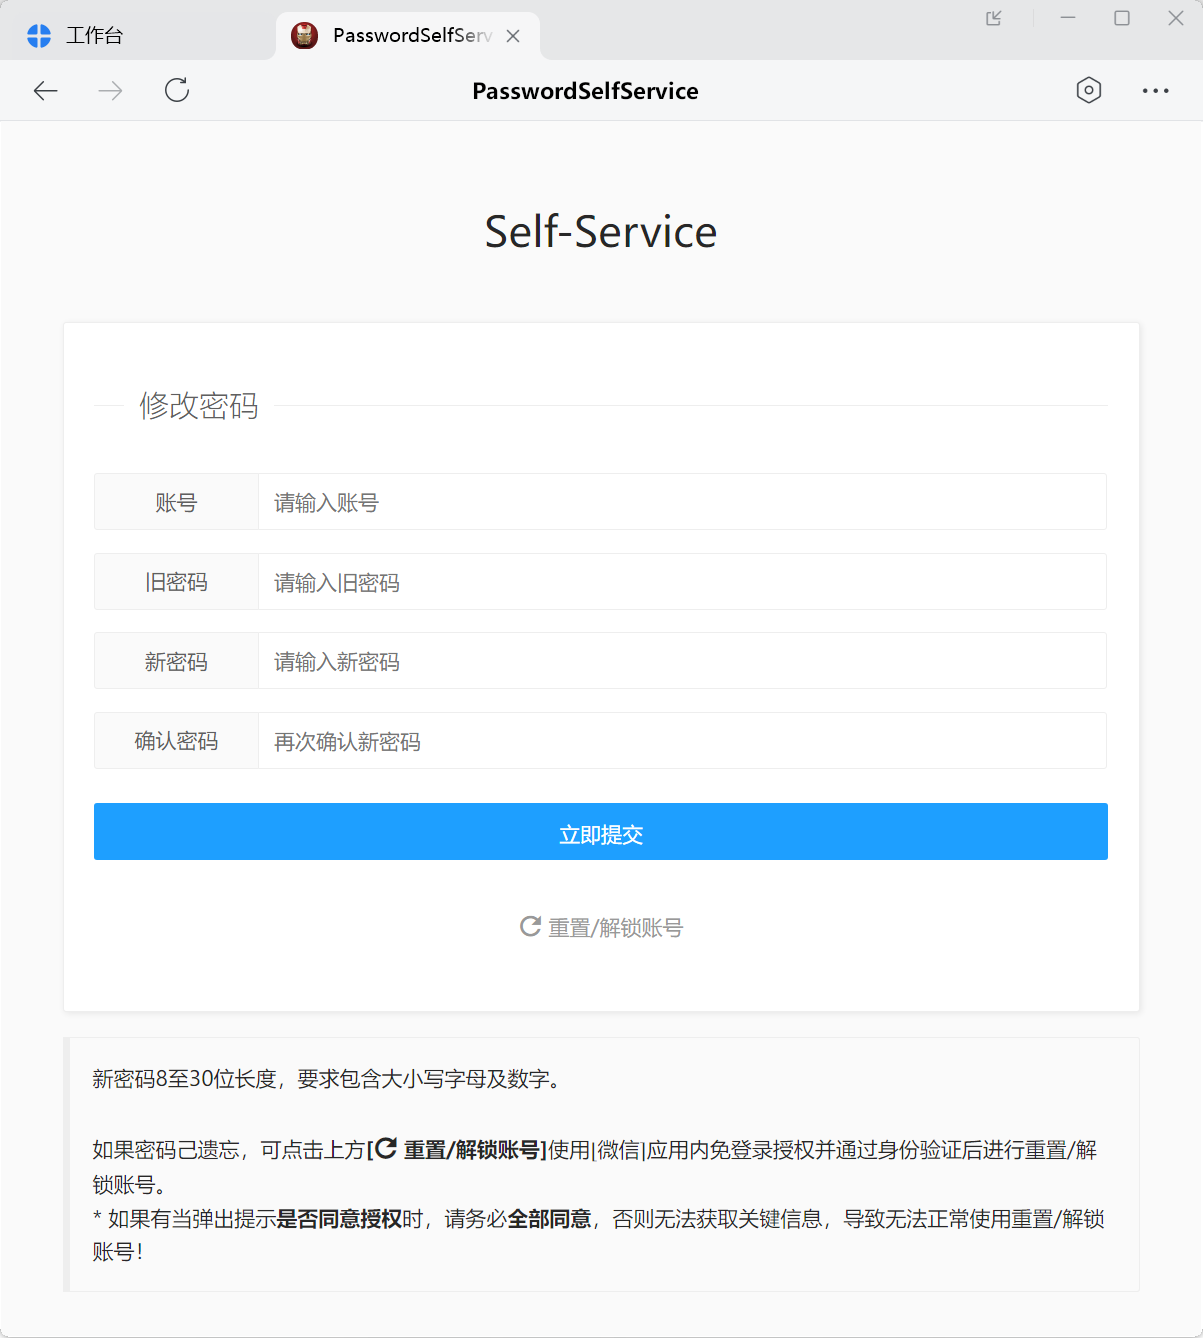 工作台
PasswordSelfServ
PasswordSelfService
Self-Service
修改密码
账号
请输入账号
旧密码
请输入旧密码
新密码
请输入新密码
确认密码
再次确认新密码
立即提交
重置/解锁账号
新密码8至30位长度，要求包含大小写字母及数字。
如果密码己遗忘，可点击上方[ 重置/解锁账号]使用[微信]应用内免登录授权并通过身份验证后进行重置/解
锁账号。
* 如果有当弹出提示是否同意授权时，请务必全部同意，否则无法获取关键信息，导致无法正常使用重置/解锁
账号！